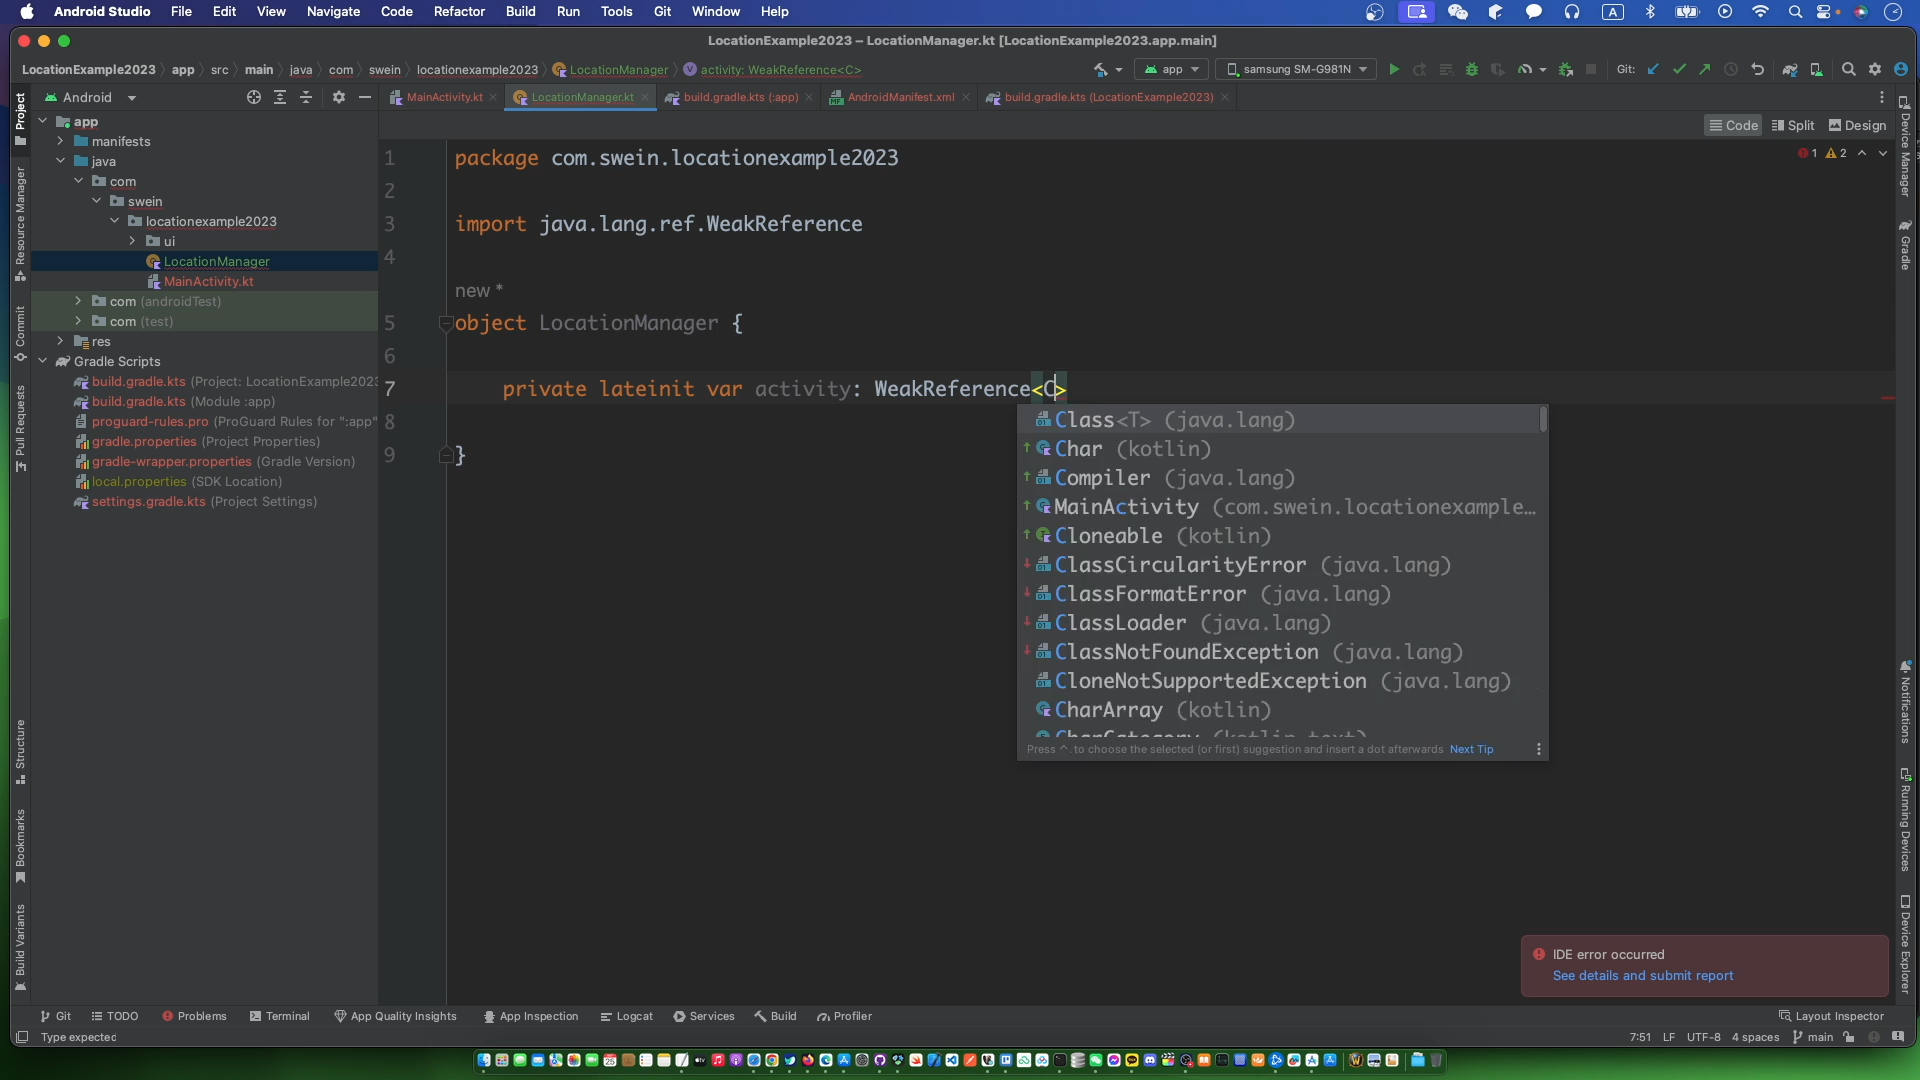 Android Studio File Edit View Navigate Code Refactor Build Run Tools Git Window Help
LocationExample2023 – LocationManager.kt [LocationExample2023.app.main]
LocationExample2023 app src main java com swein locationexample2023 LocationManager activity: WeakReference<C>
app samsung SM-G981N Git:
Android
MainActivity.kt LocationManager.kt build.gradle.kts (:app) AndroidManifest.xml build.gradle.kts (LocationExample2023)
Code Split Design
1 2
Project
Resource Manager
Commit
Pull Requests
Structure
Bookmarks
Build Variants
app
manifests
java
com
swein
locationexample2023
ui
LocationManager
MainActivity.kt
com (androidTest)
com (test)
res
Gradle Scripts
build.gradle.kts (Project: LocationExample2023
build.gradle.kts (Module :app)
proguard-rules.pro (ProGuard Rules for ":app"
gradle.properties (Project Properties)
gradle-wrapper.properties (Gradle Version)
local.properties (SDK Location)
settings.gradle.kts (Project Settings)
1 package com.swein.locationexample2023
2
3 import java.lang.ref.WeakReference
4
new *
5 object LocationManager {
6
7 private lateinit var activity: WeakReference<C>
8
9 }
Class<T> (java.lang)
Char (kotlin)
Compiler (java.lang)
MainActivity (com.swein.locationexample…
Cloneable (kotlin)
ClassCircularityError (java.lang)
ClassFormatError (java.lang)
ClassLoader (java.lang)
ClassNotFoundException (java.lang)
CloneNotSupportedException (java.lang)
CharArray (kotlin)
CharCategory (kotlin.text)
Press ^. to choose the selected (or first) suggestion and insert a dot afterwards Next Tip
Device Manager
Gradle
Notifications
Running Devices
Device Explorer
IDE error occurred
See details and submit report
Git TODO Problems Terminal App Quality Insights App Inspection Logcat Services Build Profiler Layout Inspector
Type expected 7:51 LF UTF-8 4 spaces main